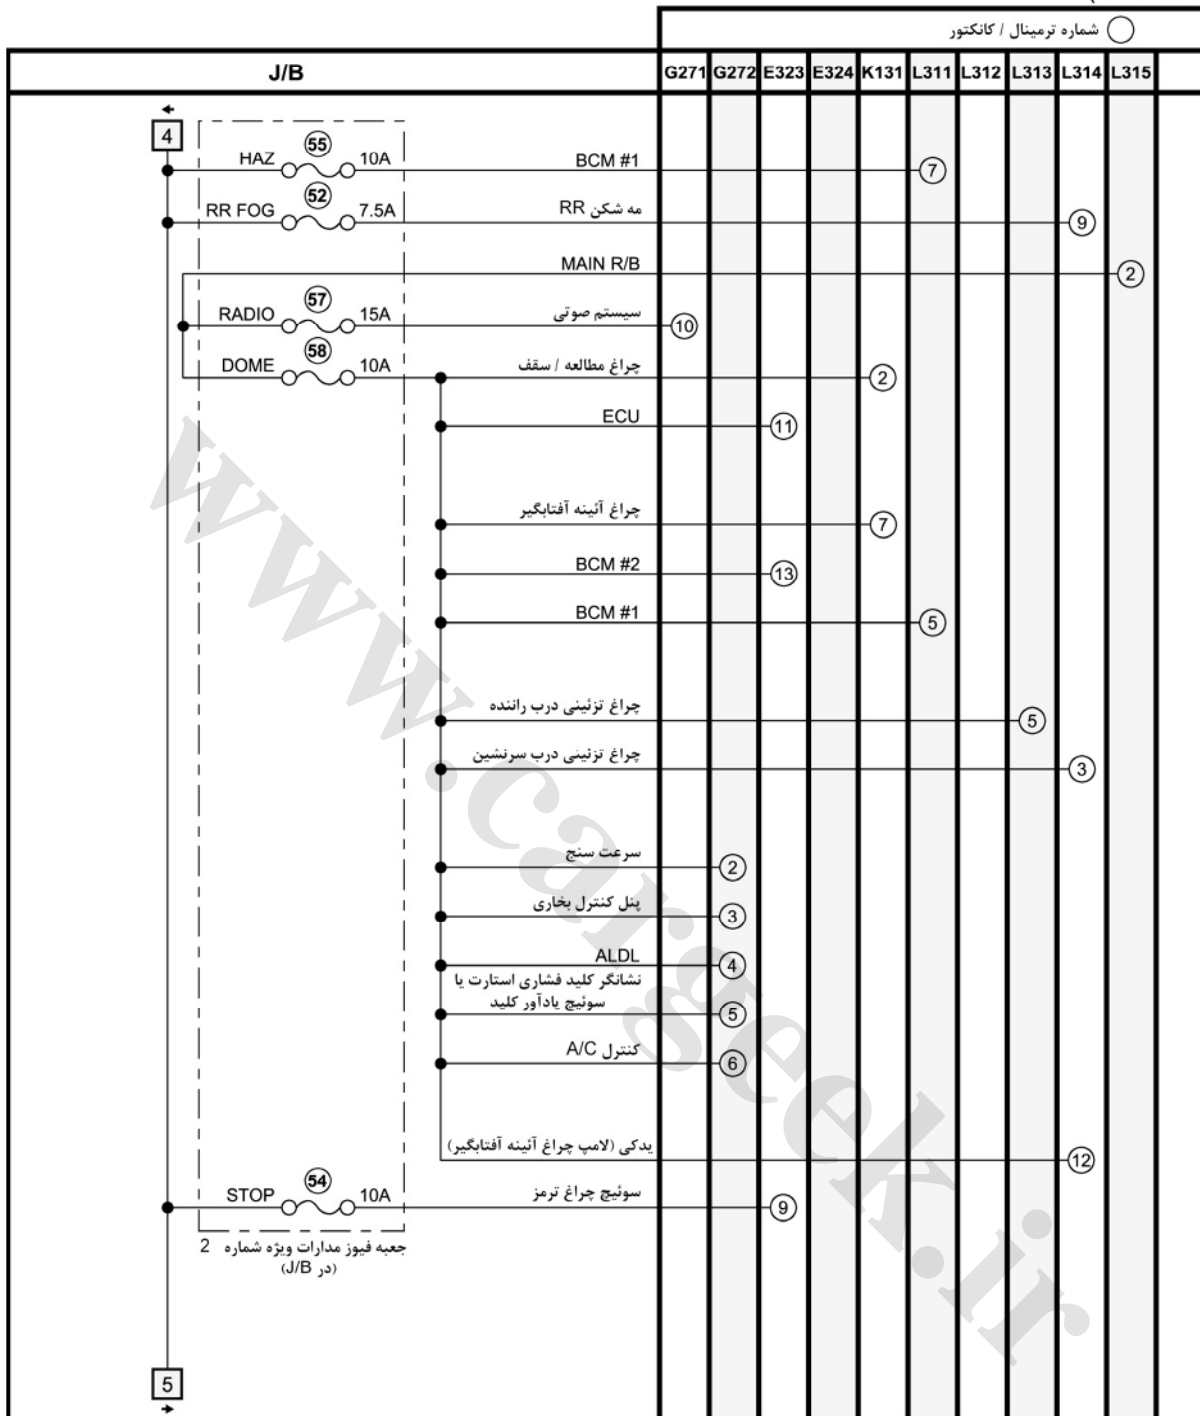 شماره ترمینال / کانکتور
J/B G271 G272 E323 E324 K131 L311 L312 L313 L314 L315
4
55
HAZ 10A BCM #1 7
52
RR FOG 7.5A مه شکن RR 9
MAIN R/B 2
57
RADIO 15A سیستم صوتی 10
58
DOME 10A چراغ مطالعه / سقف 2
ECU 11
چراغ آئینه آفتابگیر 7
BCM #2 13
BCM #1 5
چراغ تزئینی درب راننده 5
چراغ تزئینی درب سرنشین 3
سرعت سنج 2
پنل کنترل بخاری 3
ALDL 4
نشانگر کلید فشاری استارت یا
سوئیچ یادآور کلید 5
کنترل A/C 6
یدکی (لامپ چراغ آئینه آفتابگیر) 12
54
STOP 10A سوئیچ چراغ ترمز 9
جعبه فیوز مدارات ویژه شماره 2
(در J/B)
5
www.cargeek.ir